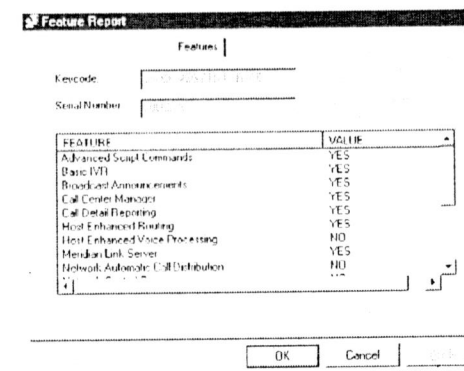 Feature Report
Features
Keycode:
Serial Number
FEATURE VALUE
Advanced Script Commands YES
Basic IVR YES
Broadcast Announcements YES
Call Center Manager YES
Call Detail Reporting YES
Host Enhanced Routing YES
Host Enhanced Voice Processing NO
Meridian Link Server YES
Network Automatic Call Distribution NO
OK Cancel